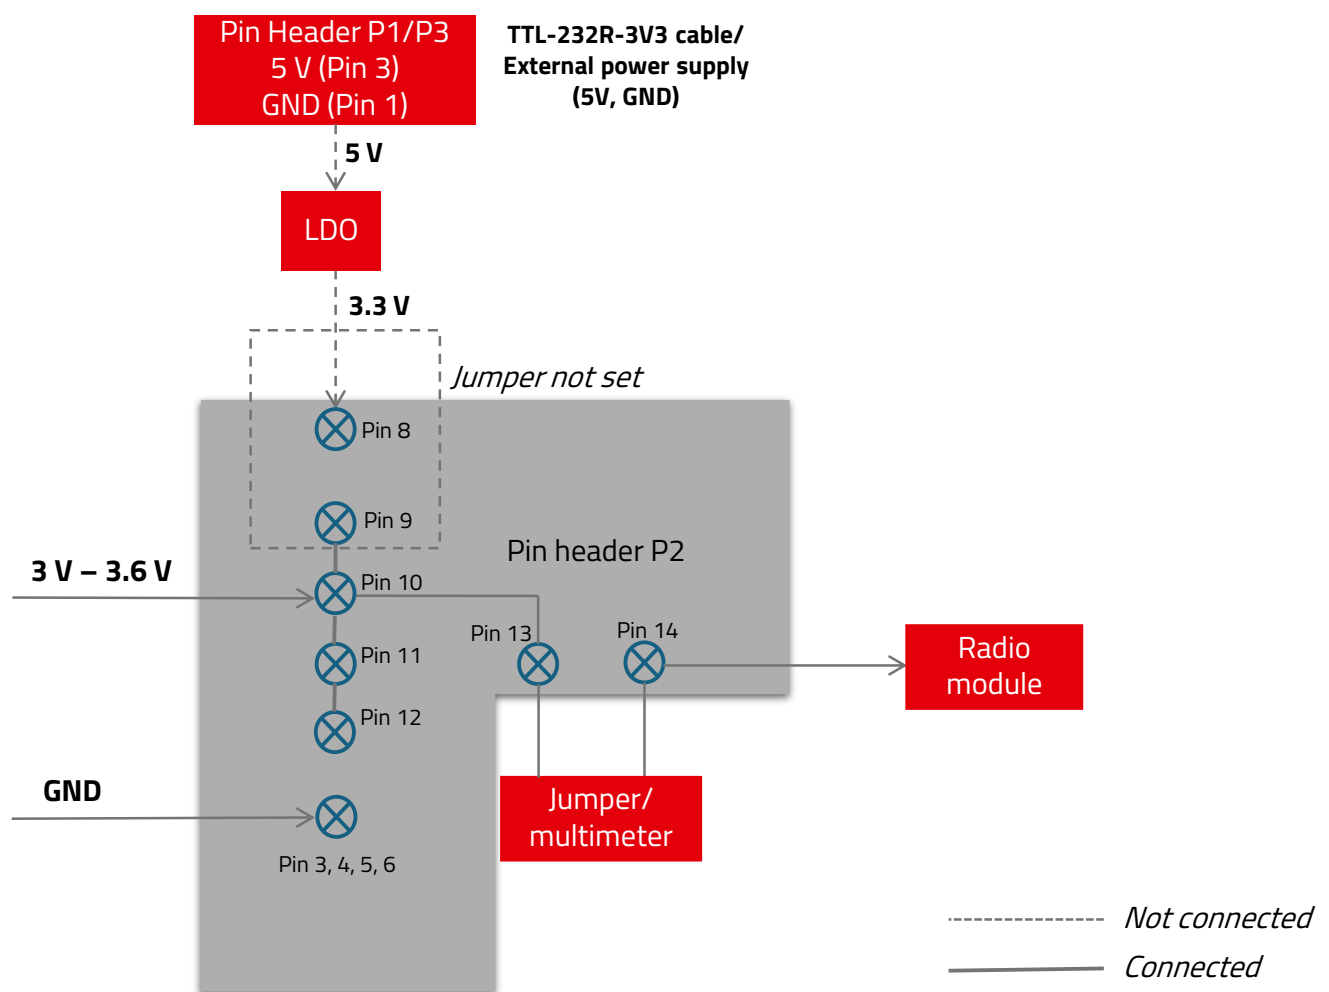 Pin Header P1/P3
5 V (Pin 3)
GND (Pin 1)
TTL-232R-3V3 cable/
External power supply
(5V, GND)
5 V
LDO
3.3 V
Jumper not set
Pin 8
Pin 9
Pin header P2
3 V – 3.6 V
Pin 10
Pin 13
Pin 14
Pin 11
Radio
module
Pin 12
GND
Jumper/
multimeter
Pin 3, 4, 5, 6
Not connected
Connected